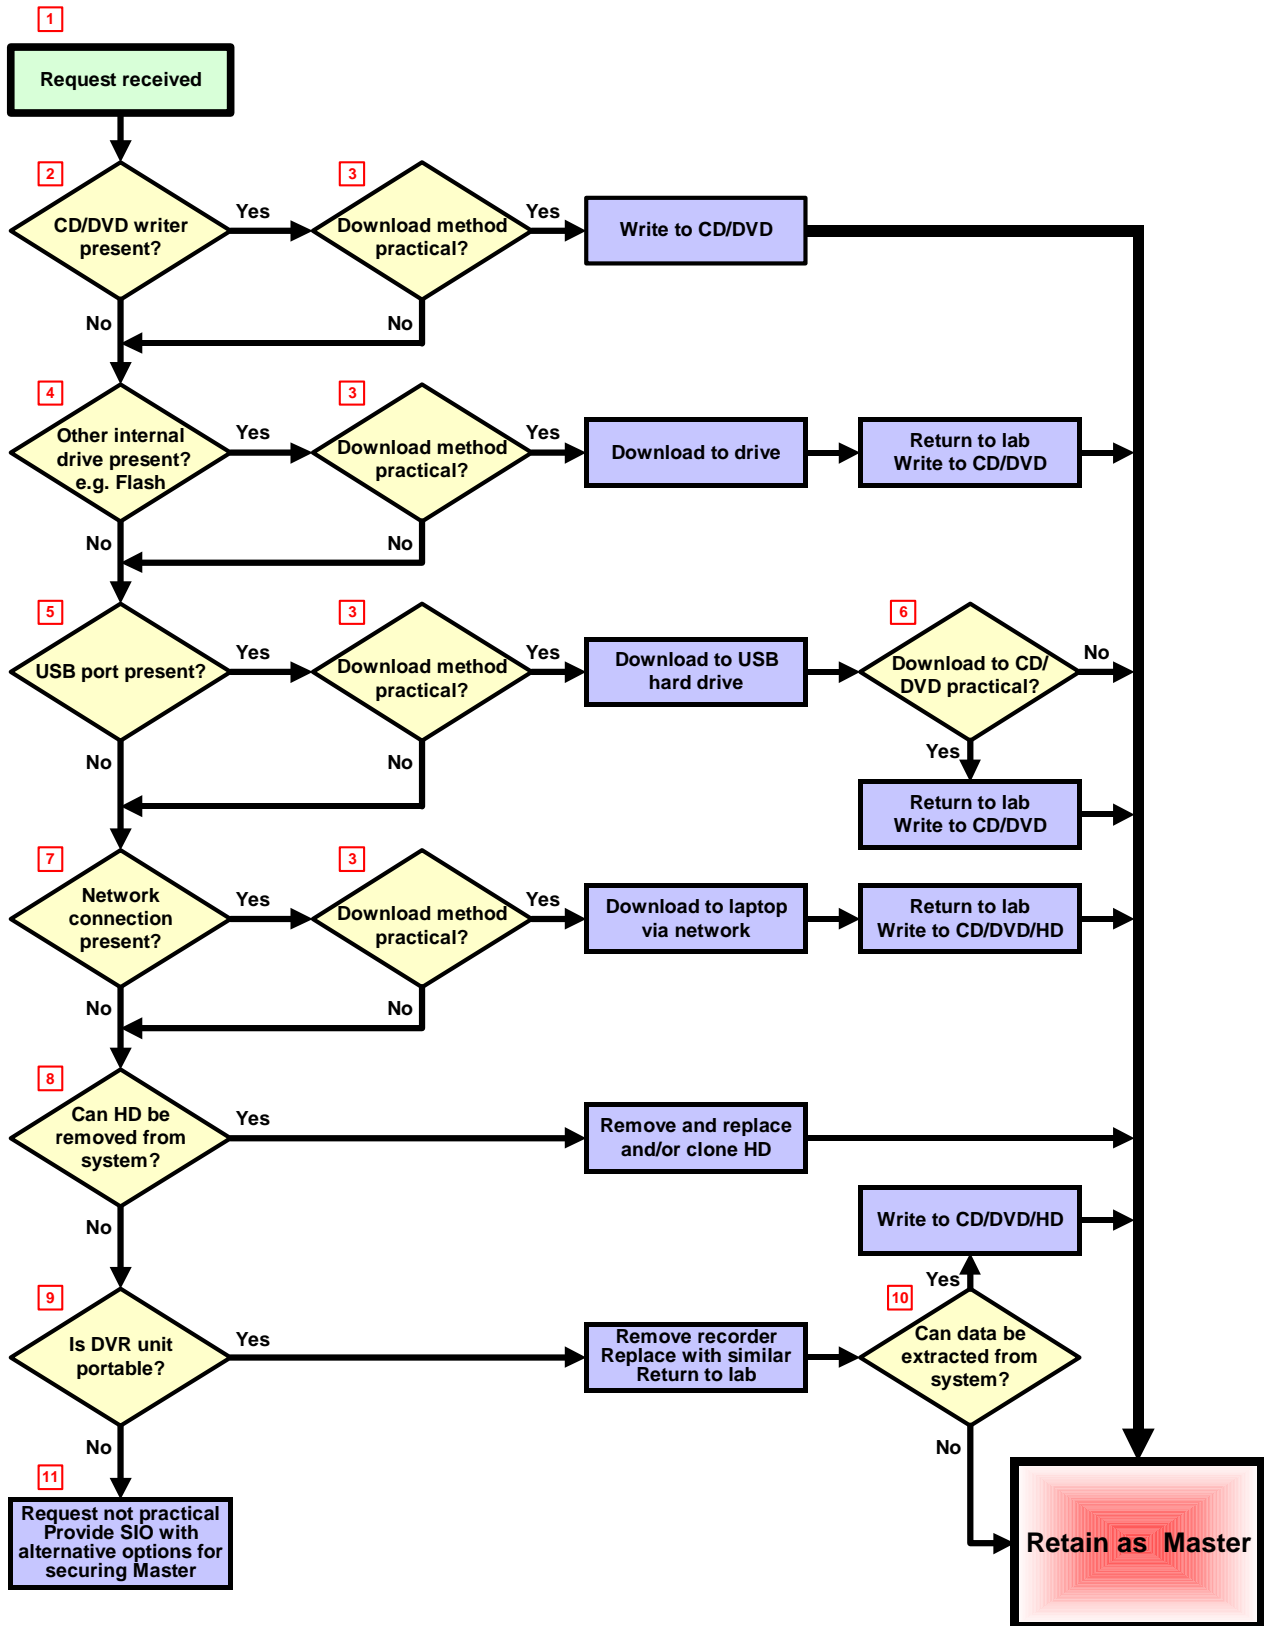 1
Request received
2
3
CD/DVD writer
present?
Yes
Download method
practical?
Yes
Write to CD/DVD
No
No
4
3
Other internal
drive present?
e.g. Flash
Yes
Download method
practical?
Yes
Download to drive
Return to lab
Write to CD/DVD
No
No
5
3
6
USB port present?
Yes
Download method
practical?
Yes
Download to USB
hard drive
Download to CD/
DVD practical?
No
No
No
Yes
Return to lab
Write to CD/DVD
7
3
Network
connection
present?
Yes
Download method
practical?
Yes
Download to laptop
via network
Return to lab
Write to CD/DVD/HD
No
No
8
Can HD be
removed from
system?
Yes
Remove and replace
and/or clone HD
No
Write to CD/DVD/HD
Yes
9
10
Is DVR unit
portable?
Yes
Remove recorder
Replace with similar
Return to lab
Can data be
extracted from
system?
No
No
11
Request not practical
Provide SIO with
alternative options for
securing Master
Retain as Master